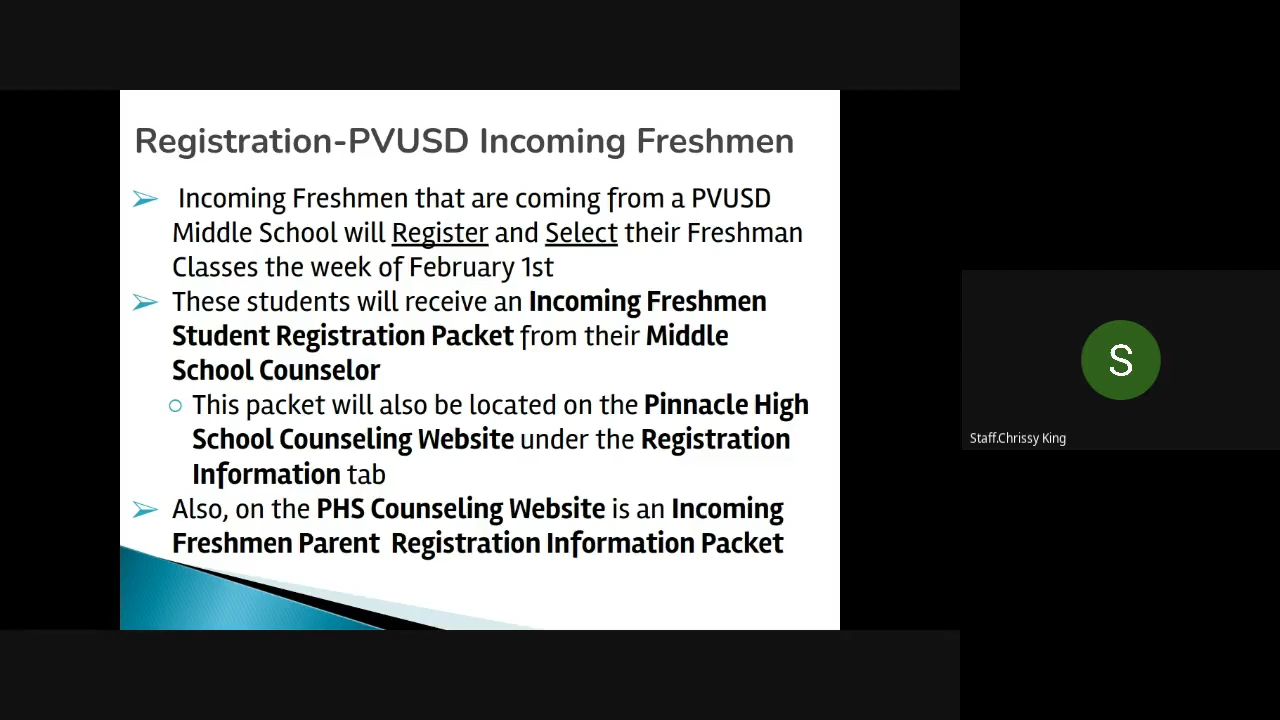 Registration-PVUSD Incoming Freshmen
Incoming Freshmen that are coming from a PVUSD
Middle School will Register and Select their Freshman
Classes the week of February 1st
These students will receive an Incoming Freshmen
Student Registration Packet from their Middle
School Counselor
This packet will also be located on the Pinnacle High
School Counseling Website under the Registration
Information tab
Also, on the PHS Counseling Website is an Incoming
Freshmen Parent Registration Information Packet
S
Staff.Chrissy King